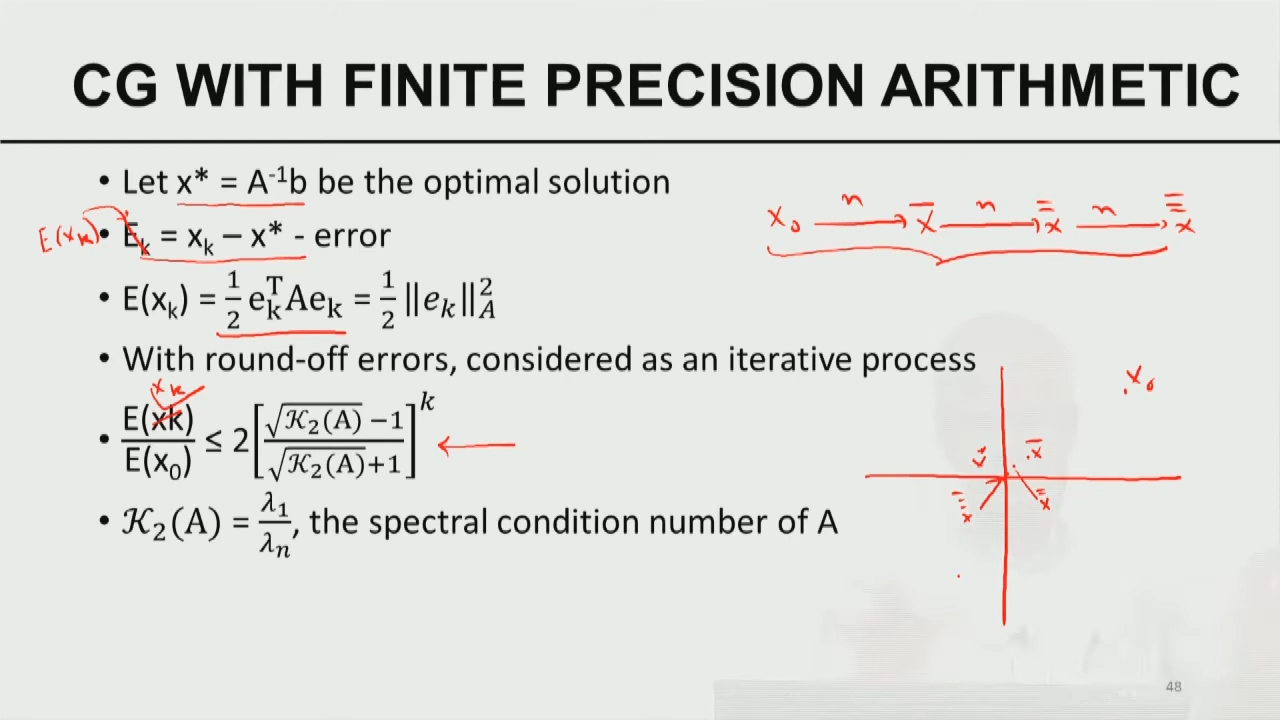 CG WITH FINITE PRECISION ARITHMETIC
• Let x* = A⁻¹b be the optimal solution
x₀ —n→ x̅ —n→ x̿ —n→ x̿̅
E(xₖ)
• Eₖ = xₖ – x* - error
• E(xₖ) = 1/2 eₖᵀAeₖ = 1/2 ||eₖ||²_A
• With round-off errors, considered as an iterative process
xₖ
• E(xk)/E(x₀) ≤ 2[(√𝒦₂(A) −1)/(√𝒦₂(A)+1)]ᵏ
x₀
x̅
x̿
x̿̅
• 𝒦₂(A) = λ₁/λₙ, the spectral condition number of A
48